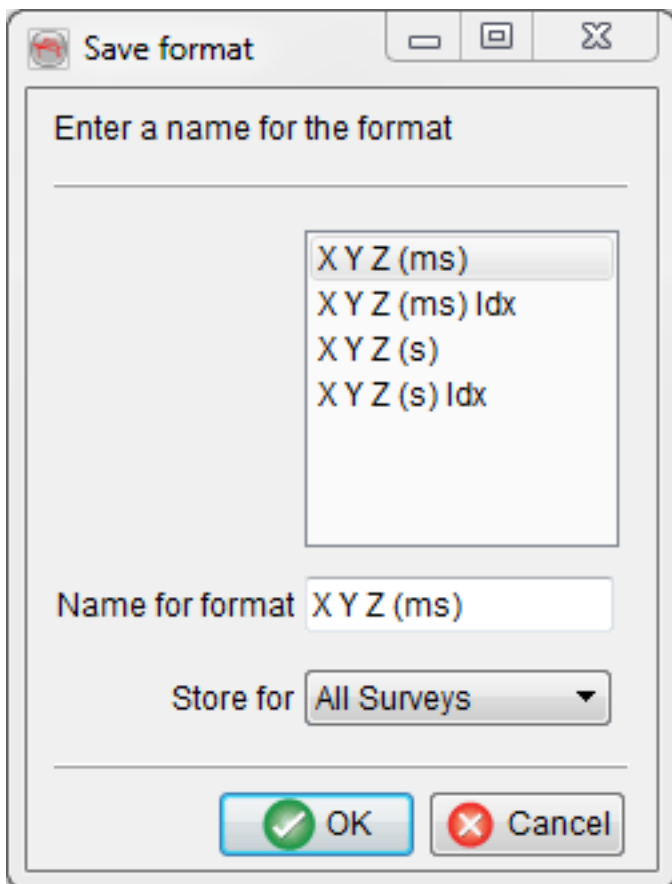 Save format
Enter a name for the format
X Y Z (ms)
X Y Z (ms) Idx
X Y Z (s)
X Y Z (s) Idx
Name for format X Y Z (ms)
Store for All Surveys
OK Cancel